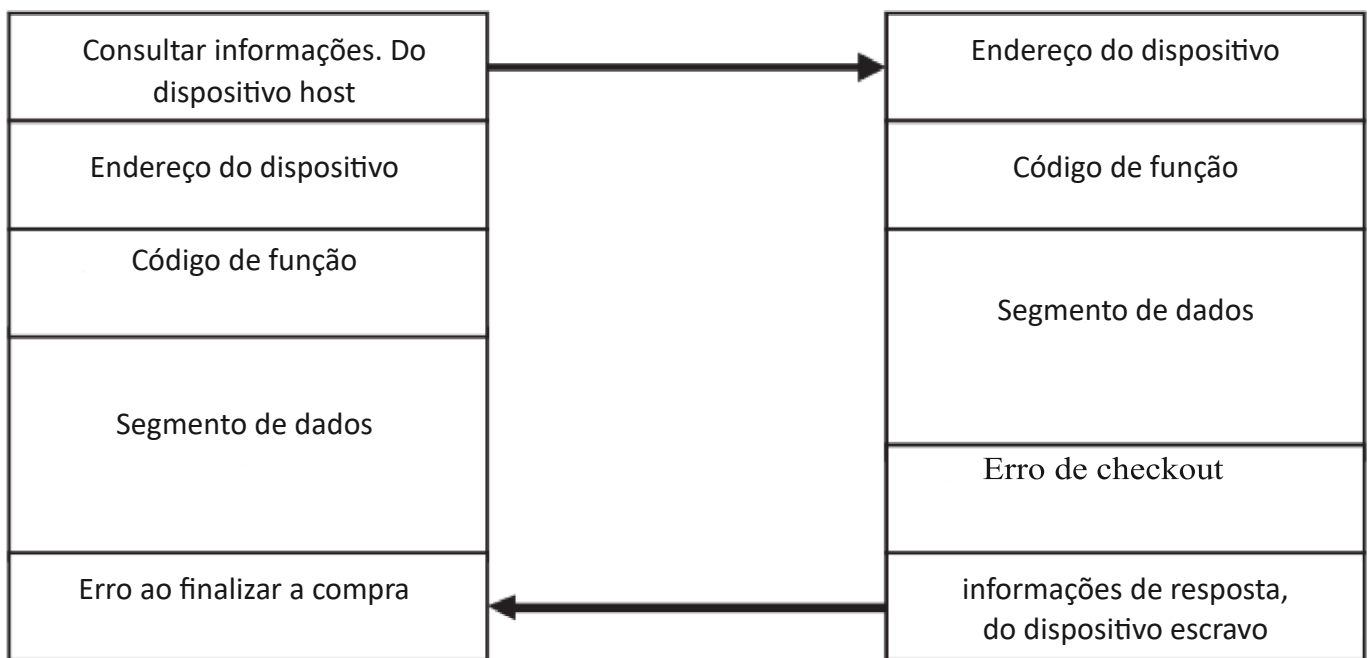 Consultar informações. Do
dispositivo host
Endereço do dispositivo
Código de função
Segmento de dados
Erro ao finalizar a compra
Endereço do dispositivo
Código de função
Segmento de dados
Erro de checkout
informações de resposta,
do dispositivo escravo